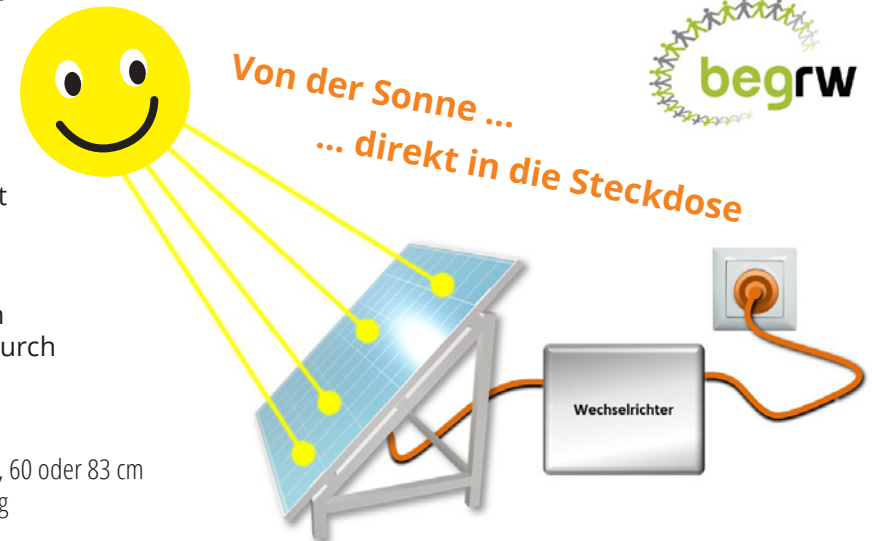 Von der Sonne ...
... direkt in die Steckdose
begrw
t
n
urch
Wechselrichter
, 60 oder 83 cm
g